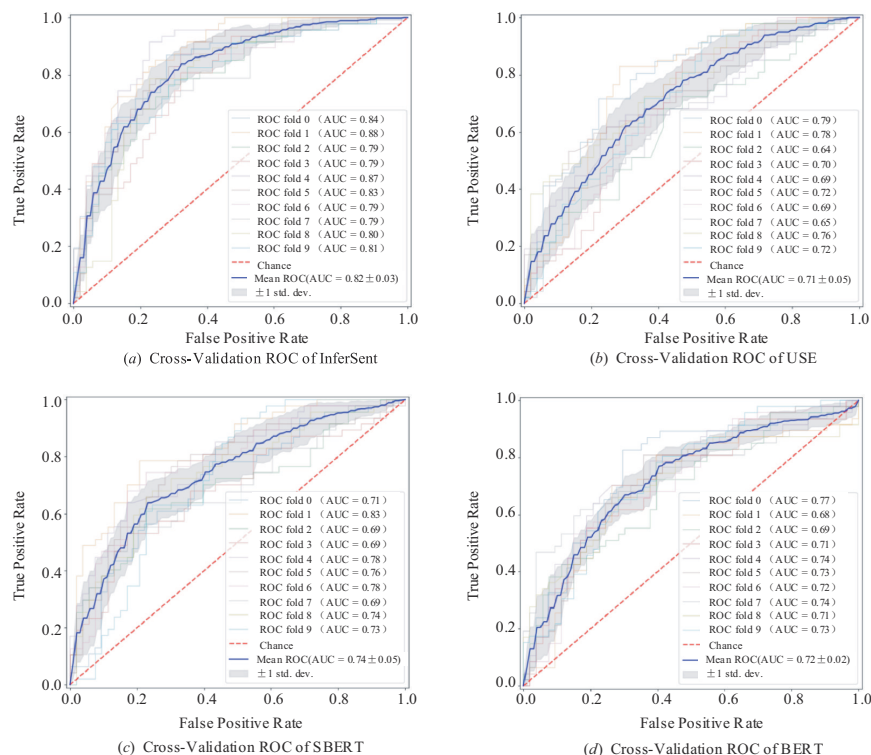 True Positive Rate
1.0
0.8
0.6
0.4
0.2
0.0
ROC fold 0 (AUC = 0.84)
ROC fold 1 (AUC = 0.88)
ROC fold 2 (AUC = 0.79)
ROC fold 3 (AUC = 0.79)
ROC fold 4 (AUC = 0.87)
ROC fold 5 (AUC = 0.83)
ROC fold 6 (AUC = 0.79)
ROC fold 7 (AUC = 0.79)
ROC fold 8 (AUC = 0.80)
ROC fold 9 (AUC = 0.81)
Chance
Mean ROC(AUC = 0.82±0.03)
±1 std. dev.
0.0 0.2 0.4 0.6 0.8 1.0
False Positive Rate
(a) Cross-Validation ROC of InferSent
True Positive Rate
1.0
0.8
0.6
0.4
0.2
0.0
ROC fold 0 (AUC = 0.79)
ROC fold 1 (AUC = 0.78)
ROC fold 2 (AUC = 0.64)
ROC fold 3 (AUC = 0.70)
ROC fold 4 (AUC = 0.69)
ROC fold 5 (AUC = 0.72)
ROC fold 6 (AUC = 0.69)
ROC fold 7 (AUC = 0.65)
ROC fold 8 (AUC = 0.76)
ROC fold 9 (AUC = 0.72)
Chance
Mean ROC(AUC = 0.71±0.05)
±1 std. dev.
0.0 0.2 0.4 0.6 0.8 1.0
False Positive Rate
(b) Cross-Validation ROC of USE
True Positive Rate
1.0
0.8
0.6
0.4
0.2
0.0
ROC fold 0 (AUC = 0.71)
ROC fold 1 (AUC = 0.83)
ROC fold 2 (AUC = 0.69)
ROC fold 3 (AUC = 0.69)
ROC fold 4 (AUC = 0.78)
ROC fold 5 (AUC = 0.76)
ROC fold 6 (AUC = 0.78)
ROC fold 7 (AUC = 0.69)
ROC fold 8 (AUC = 0.74)
ROC fold 9 (AUC = 0.73)
Chance
Mean ROC(AUC = 0.74±0.05)
±1 std. dev.
0.0 0.2 0.4 0.6 0.8 1.0
False Positive Rate
(c) Cross-Validation ROC of SBERT
True Positive Rate
1.0
0.8
0.6
0.4
0.2
0.0
ROC fold 0 (AUC = 0.77)
ROC fold 1 (AUC = 0.68)
ROC fold 2 (AUC = 0.69)
ROC fold 3 (AUC = 0.71)
ROC fold 4 (AUC = 0.74)
ROC fold 5 (AUC = 0.73)
ROC fold 6 (AUC = 0.72)
ROC fold 7 (AUC = 0.74)
ROC fold 8 (AUC = 0.71)
ROC fold 9 (AUC = 0.73)
Chance
Mean ROC(AUC = 0.72±0.02)
±1 std. dev.
0.0 0.2 0.4 0.6 0.8 1.0
False Positive Rate
(d) Cross-Validation ROC of BERT